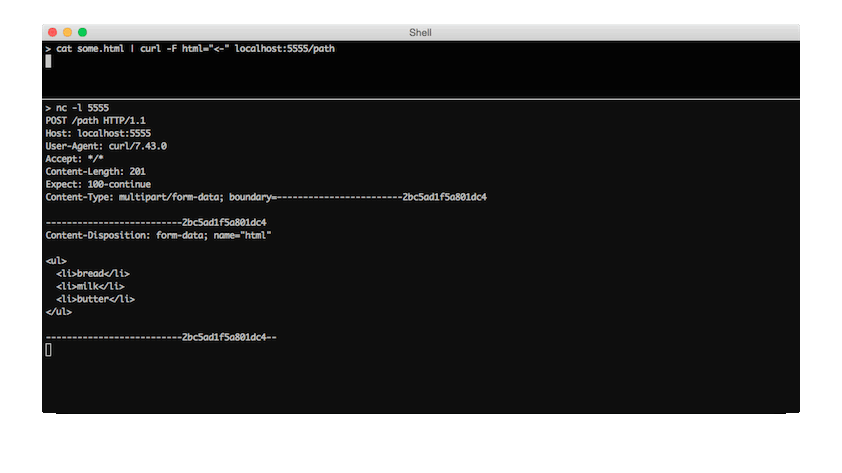 Shell
> cat some.html | curl -F html="<-" localhost:5555/path
> nc -l 5555
POST /path HTTP/1.1
Host: localhost:5555
User-Agent: curl/7.43.0
Accept: */*
Content-Length: 201
Expect: 100-continue
Content-Type: multipart/form-data; boundary=------------------------2bc5ad1f5a801dc4
--------------------------2bc5ad1f5a801dc4
Content-Disposition: form-data; name="html"
<ul>
  <li>bread</li>
  <li>milk</li>
  <li>butter</li>
</ul>
--------------------------2bc5ad1f5a801dc4--